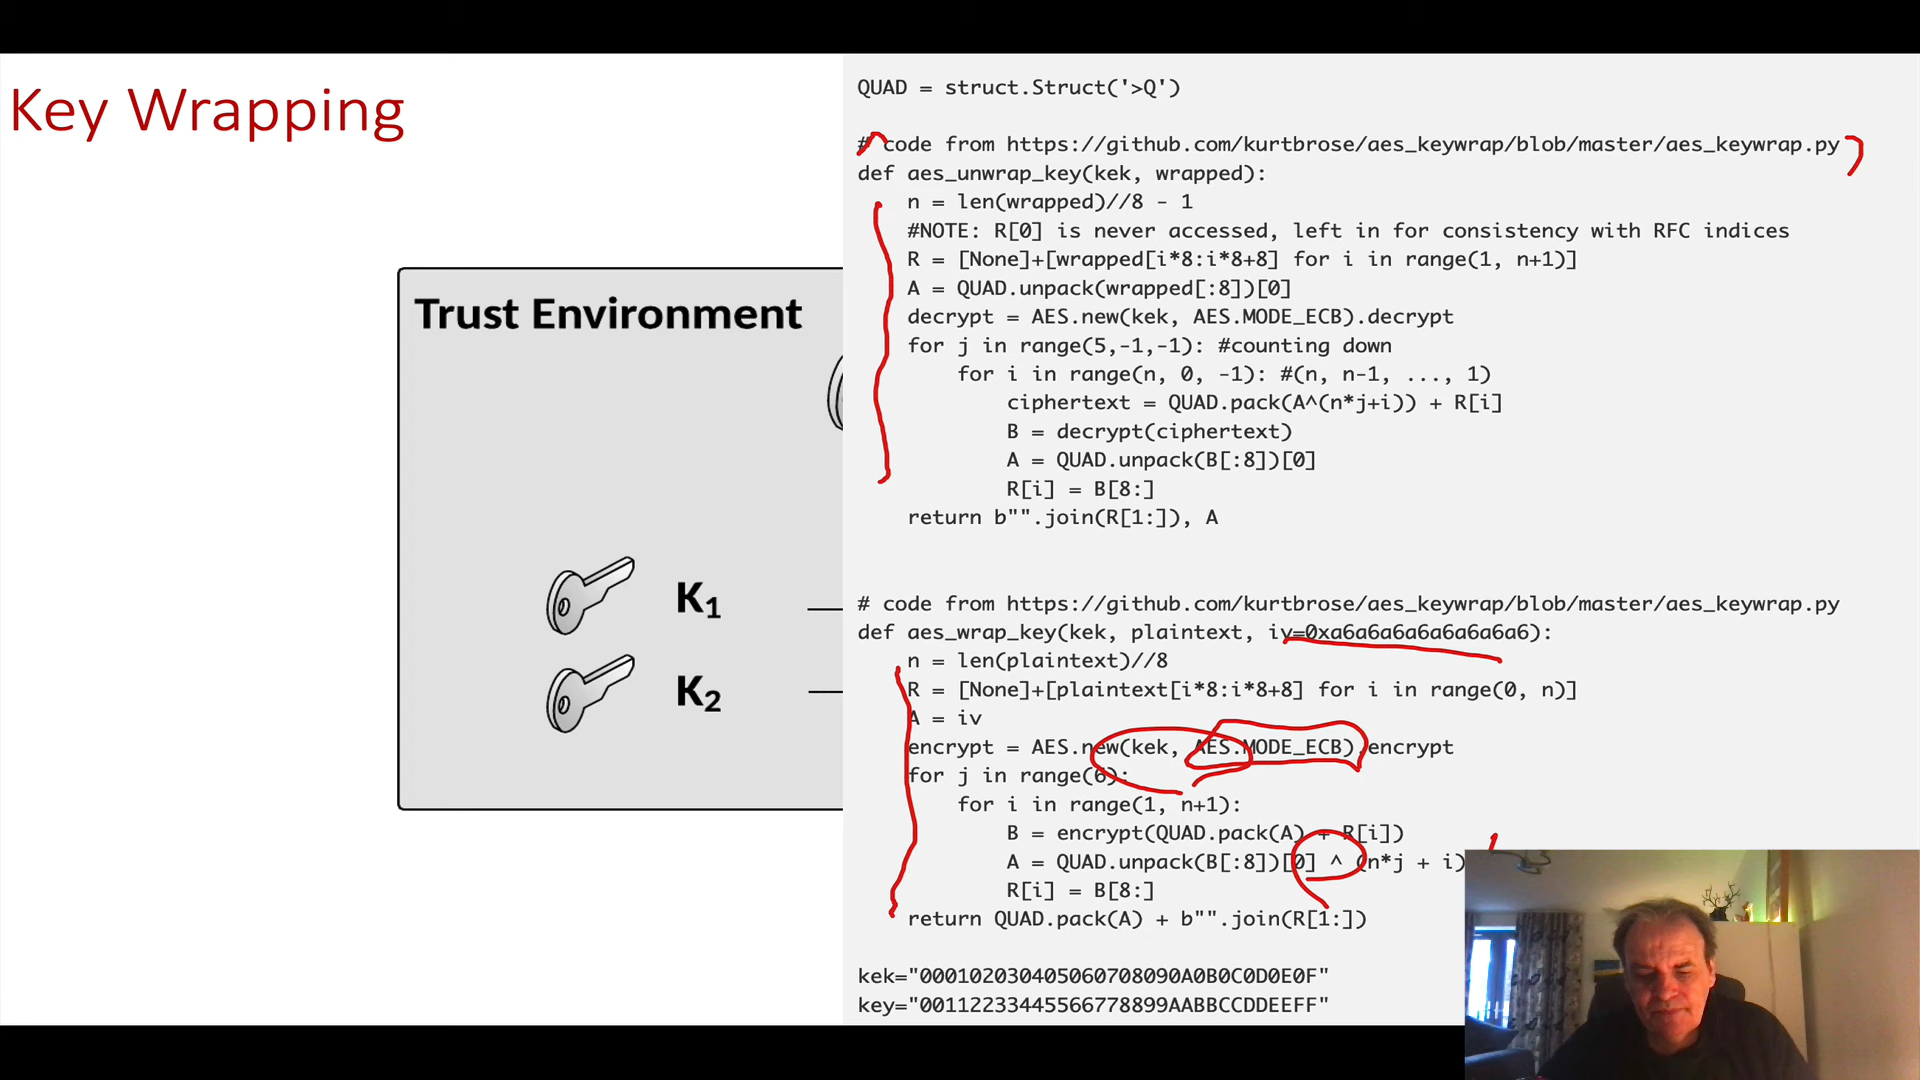 Key Wrapping
Trust Environment
K1
K2
QUAD = struct.Struct('>Q')
# code from https://github.com/kurtbrose/aes_keywrap/blob/master/aes_keywrap.py
def aes_unwrap_key(kek, wrapped):
    n = len(wrapped)//8 - 1
    #NOTE: R[0] is never accessed, left in for consistency with RFC indices
    R = [None]+[wrapped[i*8:i*8+8] for i in range(1, n+1)]
    A = QUAD.unpack(wrapped[:8])[0]
    decrypt = AES.new(kek, AES.MODE_ECB).decrypt
    for j in range(5,-1,-1): #counting down
        for i in range(n, 0, -1): #(n, n-1, ..., 1)
            ciphertext = QUAD.pack(A^(n*j+i)) + R[i]
            B = decrypt(ciphertext)
            A = QUAD.unpack(B[:8])[0]
            R[i] = B[8:]
    return b"".join(R[1:]), A
# code from https://github.com/kurtbrose/aes_keywrap/blob/master/aes_keywrap.py
def aes_wrap_key(kek, plaintext, iv=0xa6a6a6a6a6a6a6a6):
    n = len(plaintext)//8
    R = [None]+[plaintext[i*8:i*8+8] for i in range(0, n)]
    A = iv
    encrypt = AES.new(kek, AES.MODE_ECB).encrypt
    for j in range(6):
        for i in range(1, n+1):
            B = encrypt(QUAD.pack(A) + R[i])
            A = QUAD.unpack(B[:8])[0] ^ (n*j + i)
            R[i] = B[8:]
    return QUAD.pack(A) + b"".join(R[1:])
kek="000102030405060708090A0B0C0D0E0F"
key="00112233445566778899AABBCCDDEEFF"